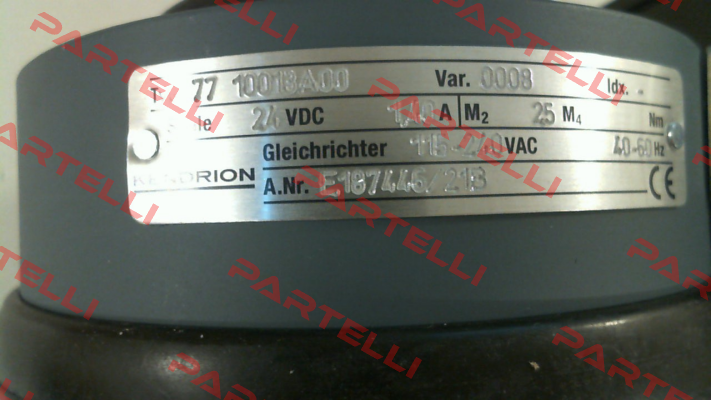 77 10018A00 Var. 0008 Idx. -
24 VDC A M2 25 M4 Nm
Gleichrichter VAC 40-60 Hz
KENDRION A.Nr. E187446/213 CE
PARTELLI
PARTELLI
PARTELLI
PARTELLI
PARTELLI
PARTELLI
PARTELLI
PARTELLI
PARTELLI